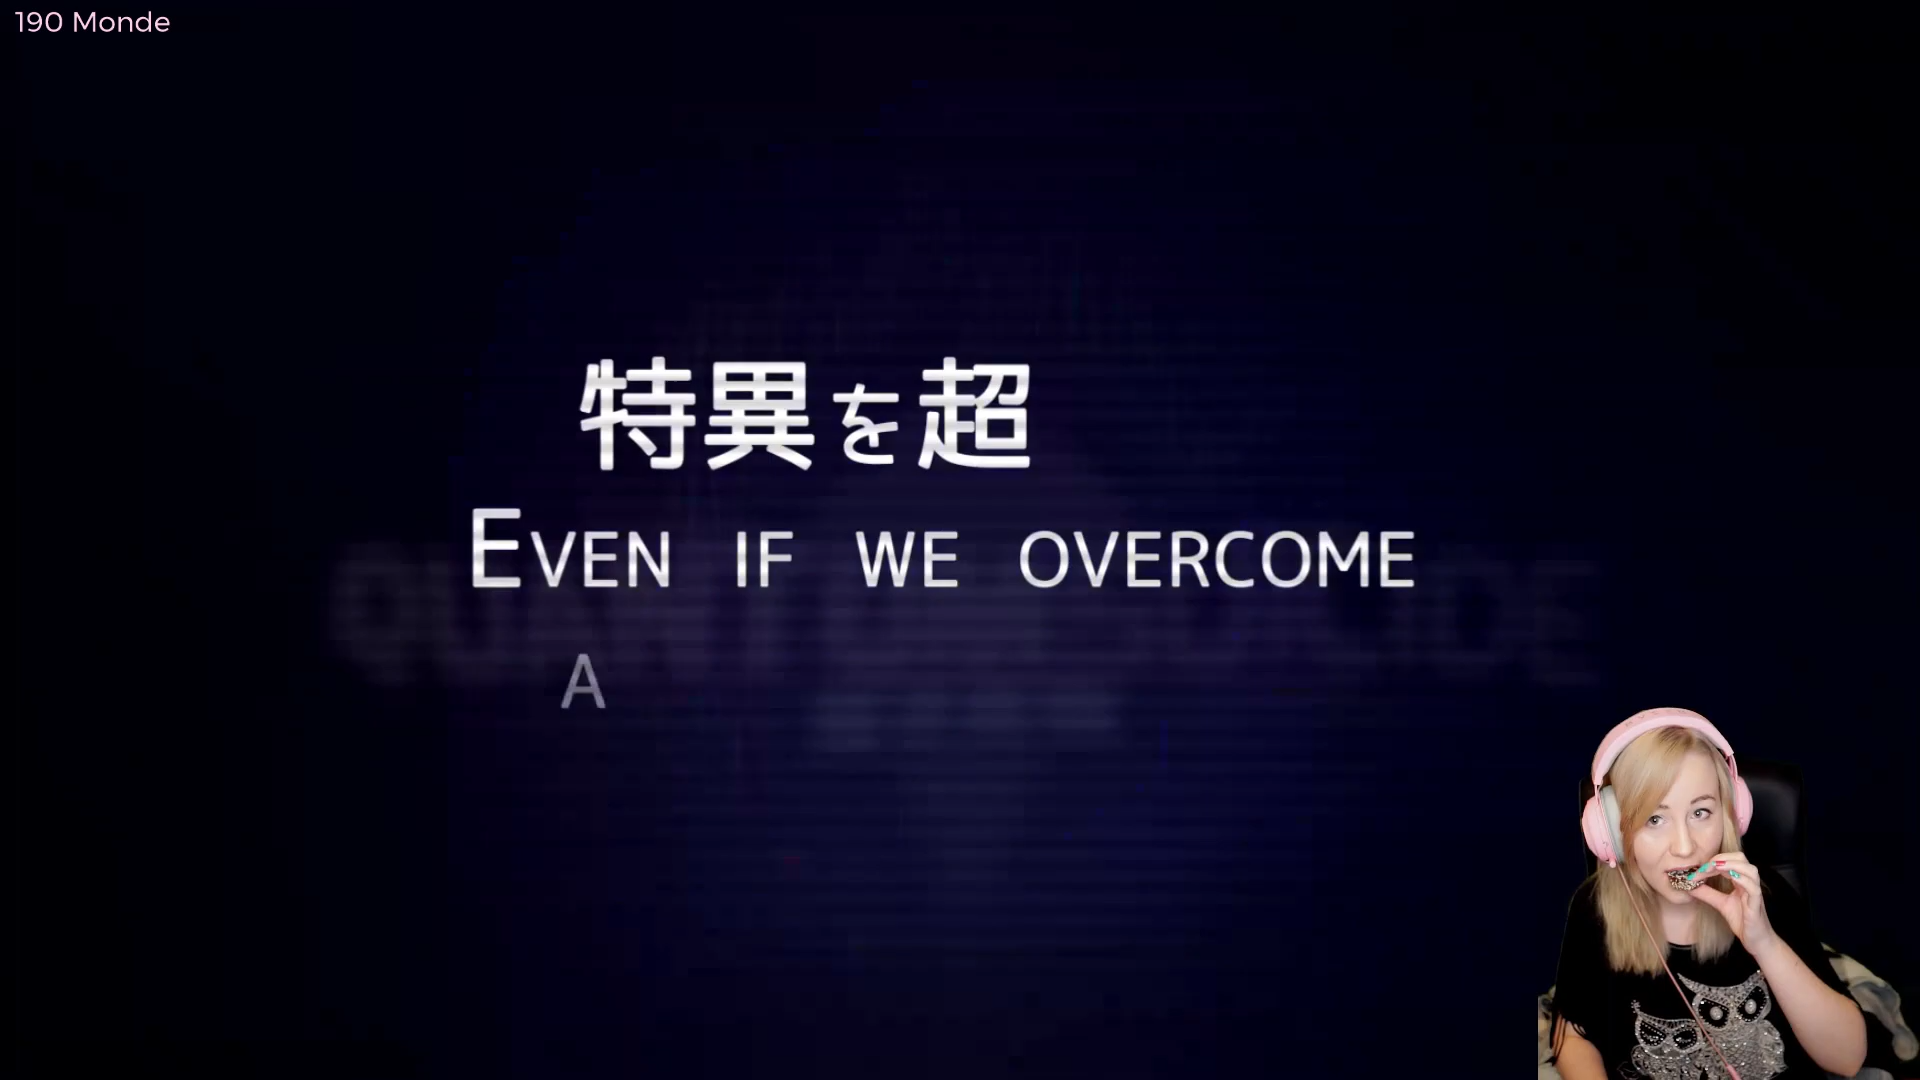 190 Monde
特異を超
EVEN IF WE OVERCOME
A